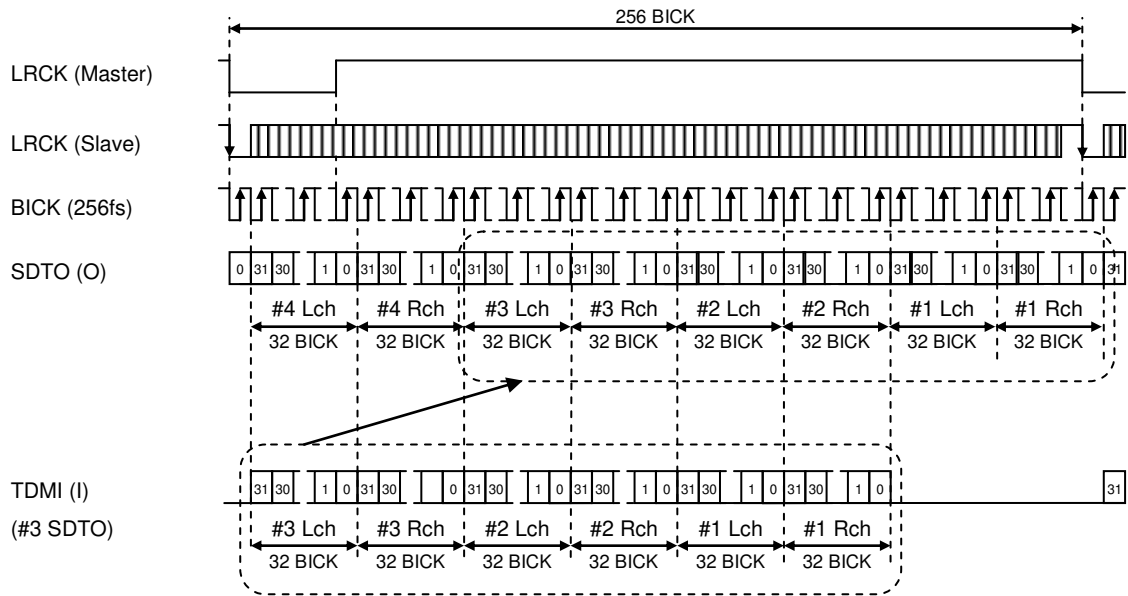 256 BICK
LRCK (Master)
LRCK (Slave)
BICK (256fs)
SDTO (O)
0 31 30 1 0 31 30 1 0 31 30 1 0 31 30 1 0 31 30 1 0 31 30 1 0 31 30 1 0 31 30 1 0 31
#4 Lch #4 Rch #3 Lch #3 Rch #2 Lch #2 Rch #1 Lch #1 Rch
32 BICK 32 BICK 32 BICK 32 BICK 32 BICK 32 BICK 32 BICK 32 BICK
TDMI (I)
31 30 1 0 31 30 0 31 30 1 0 31 30 1 0 31 30 1 0 31 30 1 0 31
(#3 SDTO)
#3 Lch #3 Rch #2 Lch #2 Rch #1 Lch #1 Rch
32 BICK 32 BICK 32 BICK 32 BICK 32 BICK 32 BICK